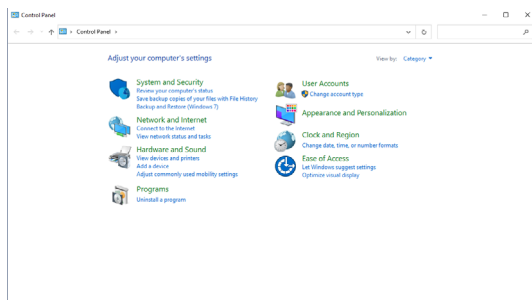 Control Panel
Control Panel
Adjust your computer's settings
View by: Category
System and Security
Review your computer's status
Save backup copies of your files with File History
Backup and Restore (Windows 7)
Network and Internet
Connect to the Internet
View network status and tasks
Hardware and Sound
View devices and printers
Add a device
Adjust commonly used mobility settings
Programs
Uninstall a program
User Accounts
Change account type
Appearance and Personalization
Clock and Region
Change date, time, or number formats
Ease of Access
Let Windows suggest settings
Optimize visual display